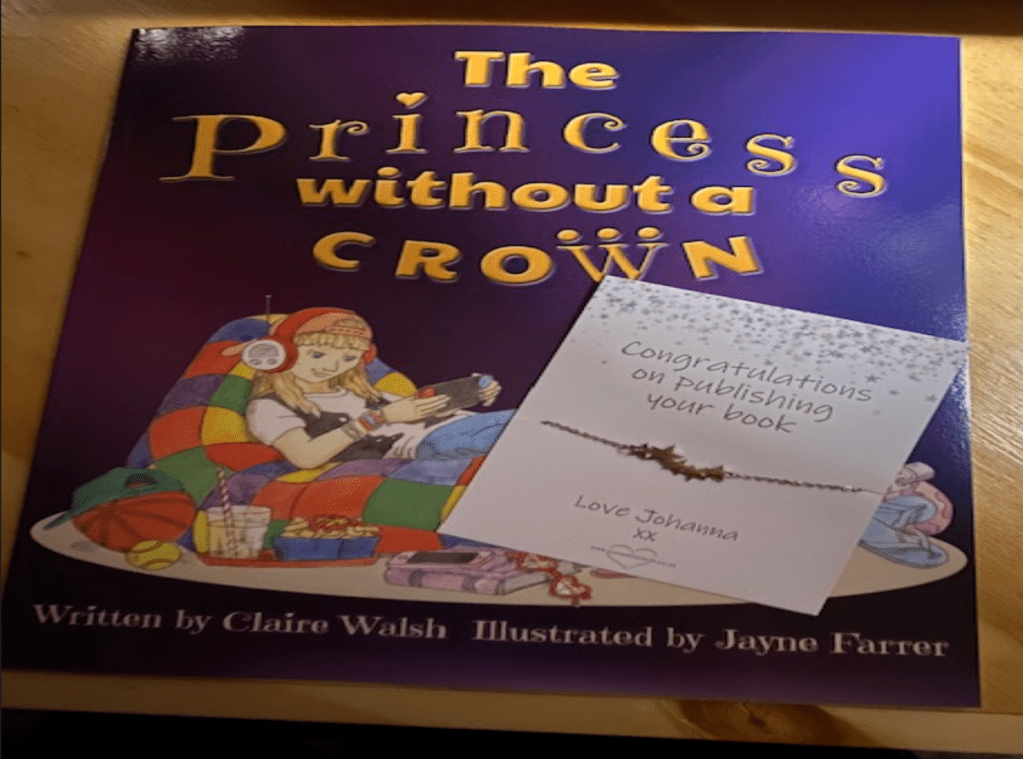 The
Princess
without a
CROWN
Congratulations
on publishing
your book
Love Johanna
xx
Written by Claire Walsh Illustrated by Jayne Farrer